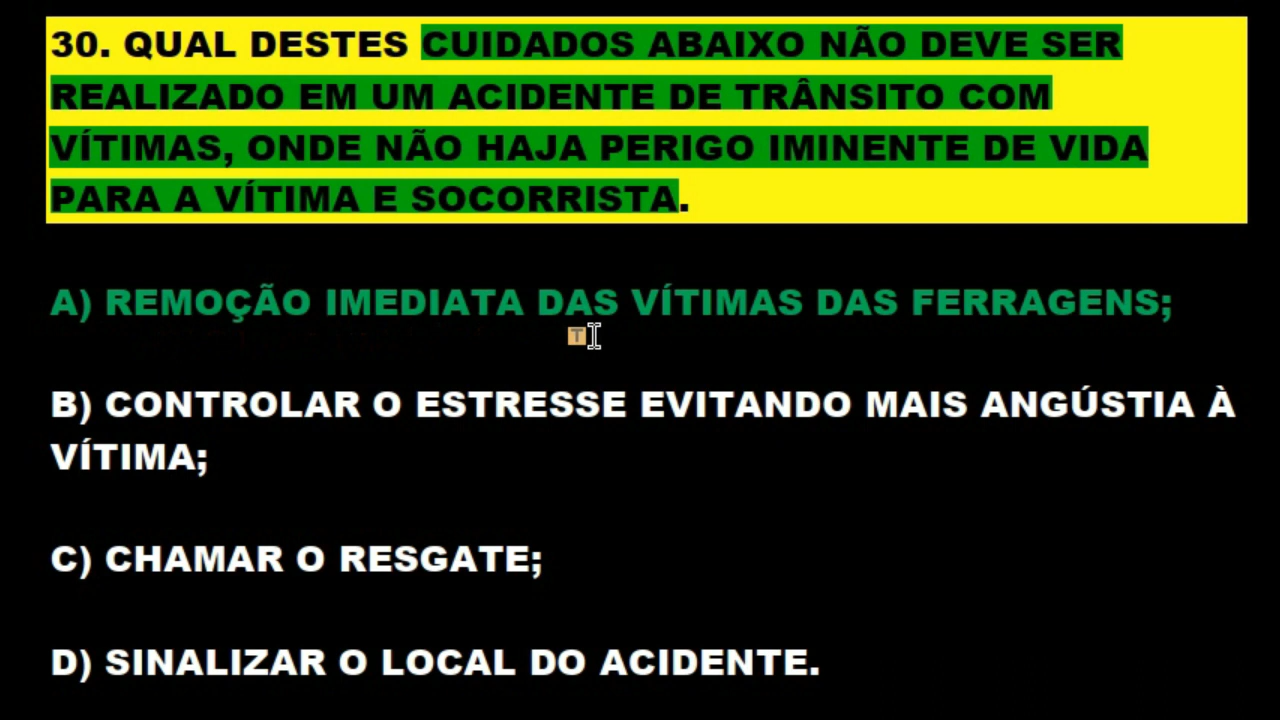 30. QUAL DESTES CUIDADOS ABAIXO NÃO DEVE SER
REALIZADO EM UM ACIDENTE DE TRÂNSITO COM
VÍTIMAS, ONDE NÃO HAJA PERIGO IMINENTE DE VIDA
PARA A VÍTIMA E SOCORRISTA.
A) REMOÇÃO IMEDIATA DAS VÍTIMAS DAS FERRAGENS;
T
B) CONTROLAR O ESTRESSE EVITANDO MAIS ANGÚSTIA À
VÍTIMA;
C) CHAMAR O RESGATE;
D) SINALIZAR O LOCAL DO ACIDENTE.